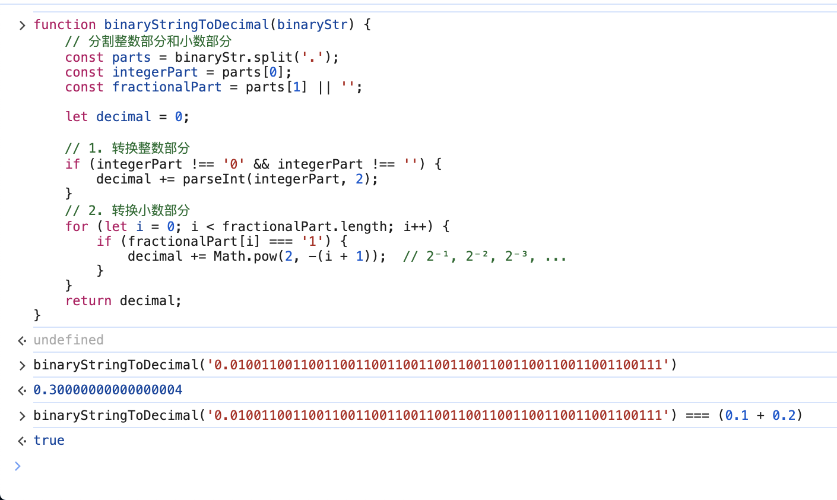 function binaryStringToDecimal(binaryStr) {
// 分割整数部分和小数部分
const parts = binaryStr.split('.');
const integerPart = parts[0];
const fractionalPart = parts[1] || '';
let decimal = 0;
// 1. 转换整数部分
if (integerPart !== '0' && integerPart !== '') {
decimal += parseInt(integerPart, 2);
}
// 2. 转换小数部分
for (let i = 0; i < fractionalPart.length; i++) {
if (fractionalPart[i] === '1') {
decimal += Math.pow(2, -(i + 1));  // 2⁻¹, 2⁻², 2⁻³, ...
}
}
return decimal;
}
undefined
binaryStringToDecimal('0.0100110011001100110011001100110011001100110011001100111')
0.30000000000000004
binaryStringToDecimal('0.0100110011001100110011001100110011001100110011001100111') === (0.1 + 0.2)
true